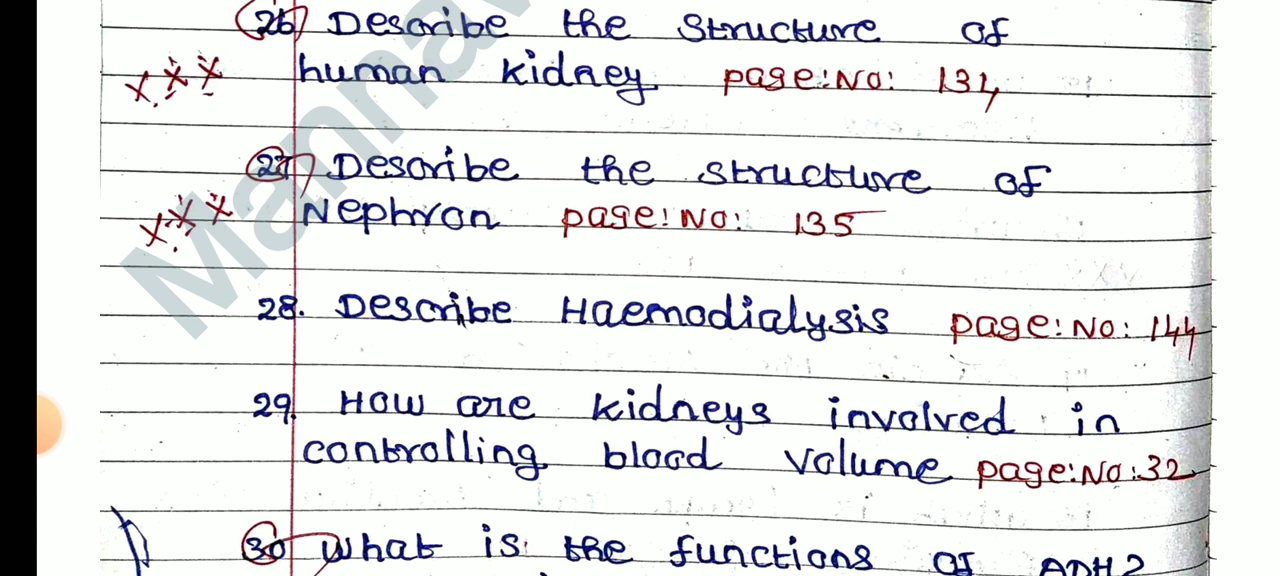 26) Describe the structure of
human kidney page:No: 134
27) Describe the structure of
Nephron page:No: 135
28. Describe Haemodialysis page:No: 144
29. How are kidneys involved in
controlling blood volume page:No:32
30) What is the functions of ADH?